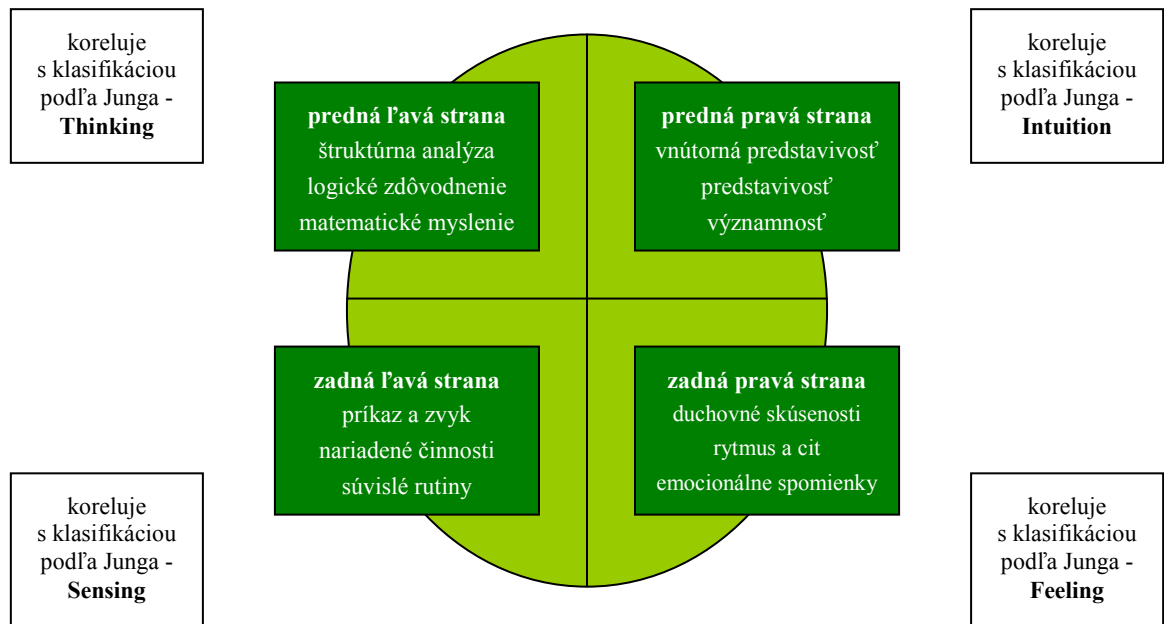 koreluje
s klasifikáciou
podľa Junga -
Thinking
koreluje
s klasifikáciou
podľa Junga -
Intuition
predná ľavá strana
štruktúrna analýza
logické zdôvodnenie
matematické myslenie
predná pravá strana
vnútorná predstavivosť
predstavivosť
významnosť
zadná ľavá strana
príkaz a zvyk
nariadené činnosti
súvislé rutiny
zadná pravá strana
duchovné skúsenosti
rytmus a cit
emocionálne spomienky
koreluje
s klasifikáciou
podľa Junga -
Sensing
koreluje
s klasifikáciou
podľa Junga -
Feeling